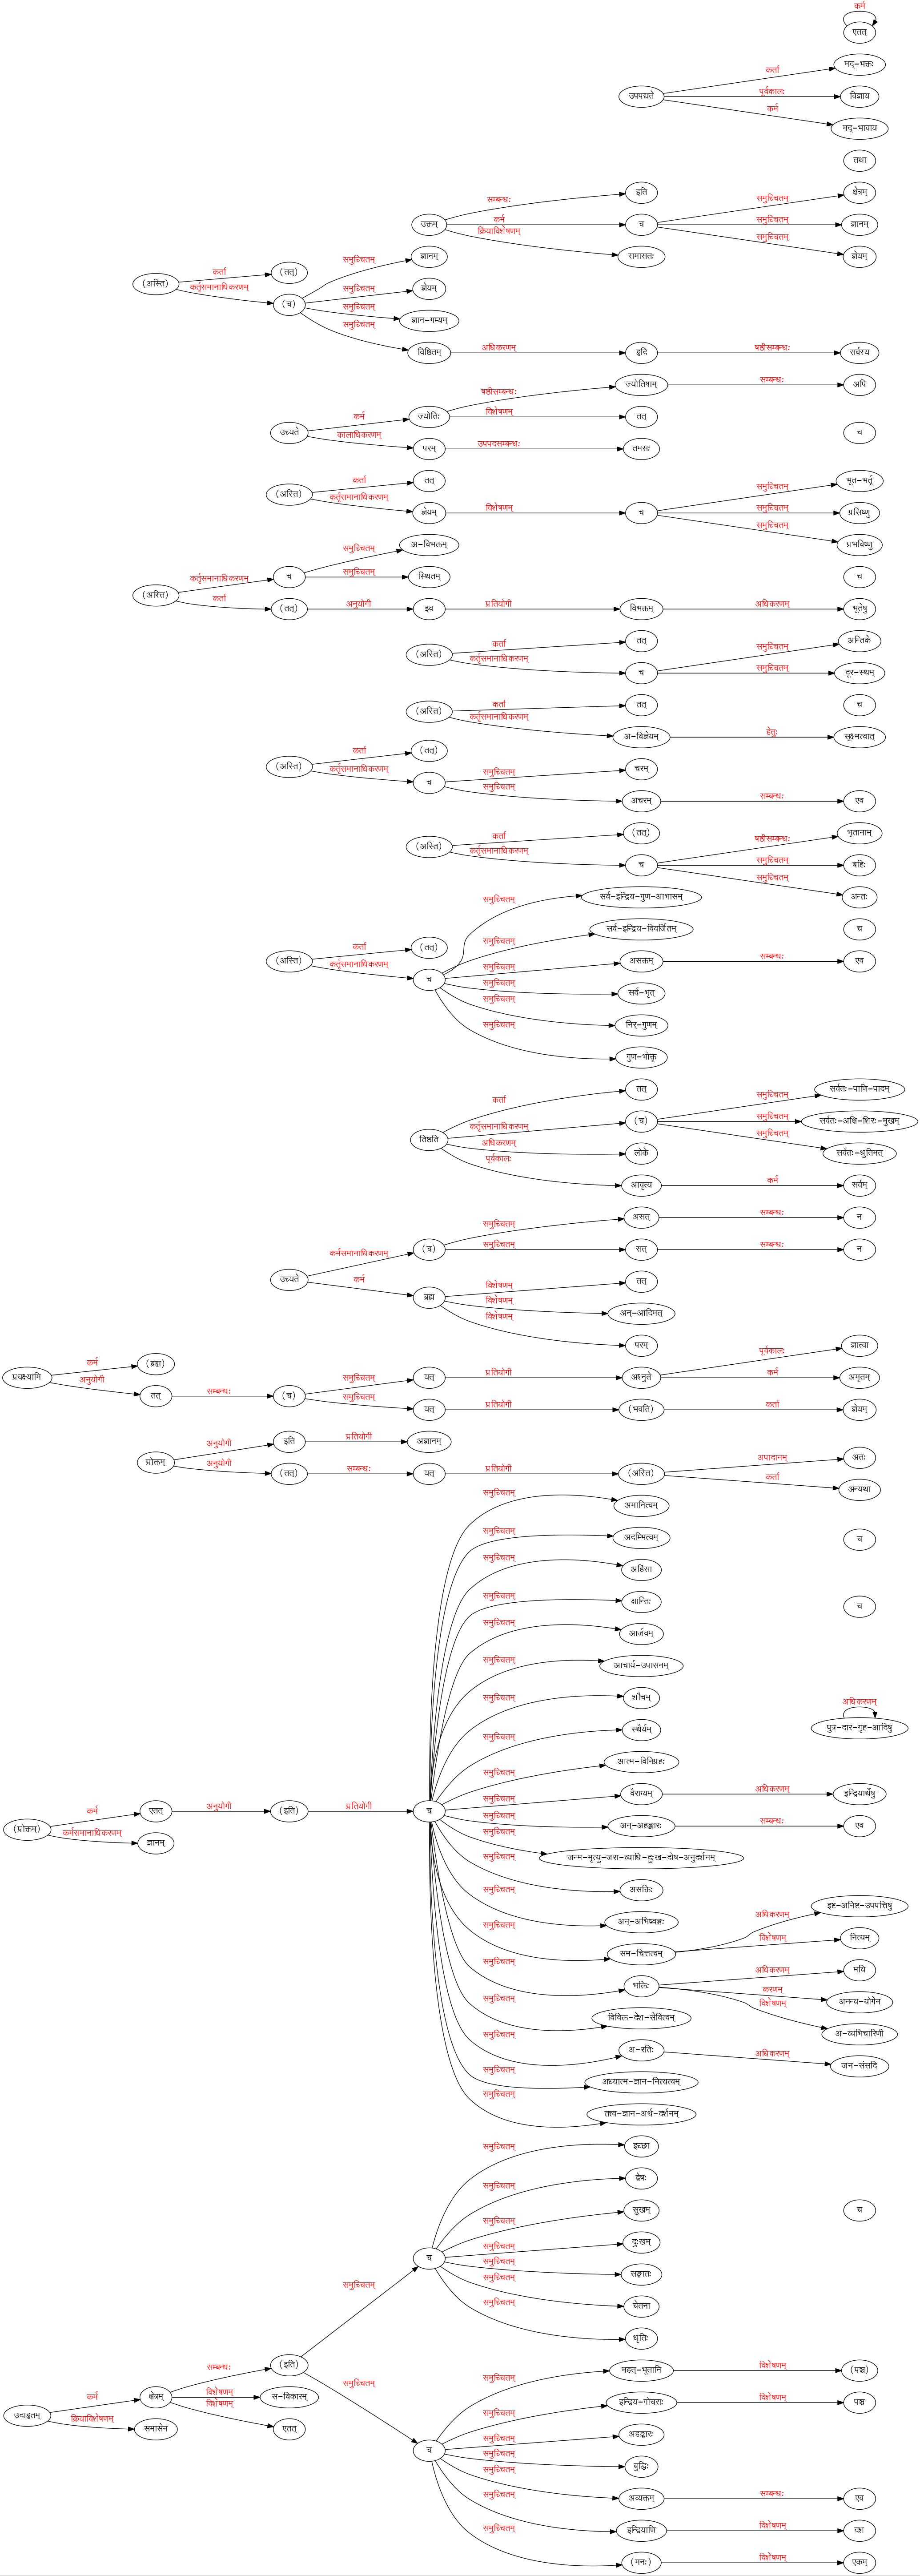 कर्म
एतत्
मद्-भक्तः
कर्ता
उपपद्यते
पूर्वकालः
विज्ञाय
कर्म
मद्-भावाय
तथा
इति
क्षेत्रम्
सम्बन्धः
समुच्चितम्
उक्तम्
कर्म
च
समुच्चितम्
ज्ञानम्
क्रियाविशेषणम्
समुच्चितम्
समासतः
ज्ञेयम्
ज्ञानम्
समुच्चितम्
(तत्)
कर्ता
(अस्ति)
कर्तृसमानाधिकरणम्
समुच्चितम्
ज्ञेयम्
(च)
समुच्चितम्
ज्ञान-गम्यम्
समुच्चितम्
विष्ठितम्
अधिकरणम्
हृदि
षष्ठीसम्बन्धः
सर्वस्य
ज्योतिषाम्
सम्बन्धः
अपि
षष्ठीसम्बन्धः
कर्म
ज्योतिः
विशेषणम्
तत्
उच्यते
च
कालाधिकरणम्
परम्
उपपदसम्बन्धः
तमसः
तत्
भूत-भर्तृ
कर्ता
समुच्चितम्
(अस्ति)
कर्तृसमानाधिकरणम्
ज्ञेयम्
विशेषणम्
च
समुच्चितम्
ग्रसिष्णु
समुच्चितम्
प्रभविष्णु
समुच्चितम्
अ-विभक्तम्
कर्तृसमानाधिकरणम्
च
समुच्चितम्
स्थितम्
च
(अस्ति)
कर्ता
(तत्)
अनुयोगी
इव
प्रतियोगी
विभक्तम्
अधिकरणम्
भूतेषु
तत्
अन्तिके
कर्ता
समुच्चितम्
(अस्ति)
कर्तृसमानाधिकरणम्
च
समुच्चितम्
दूर-स्थम्
तत्
च
कर्ता
(अस्ति)
कर्तृसमानाधिकरणम्
अ-विज्ञेयम्
हेतुः
सूक्ष्मत्वात्
(तत्)
कर्ता
(अस्ति)
कर्तृसमानाधिकरणम्
च
समुच्चितम्
चरम्
समुच्चितम्
अचरम्
सम्बन्धः
एव
(तत्)
भूतानाम्
कर्ता
षष्ठीसम्बन्धः
(अस्ति)
कर्तृसमानाधिकरणम्
च
समुच्चितम्
बहिः
समुच्चितम्
अन्तः
समुच्चितम्
सर्व-इन्द्रिय-गुण-आभासम्
सर्व-इन्द्रिय-विवर्जितम्
च
समुच्चितम्
(तत्)
कर्ता
(अस्ति)
कर्तृसमानाधिकरणम्
समुच्चितम्
असक्तम्
सम्बन्धः
एव
च
समुच्चितम्
सर्व-भृत्
समुच्चितम्
निर्-गुणम्
समुच्चितम्
गुण-भोक्तृ
तत्
सर्वतः-पाणि-पादम्
कर्ता
समुच्चितम्
कर्तृसमानाधिकरणम्
(च)
समुच्चितम्
सर्वतः-अक्षि-शिरः-मुखम्
तिष्ठति
अधिकरणम्
लोके
समुच्चितम्
सर्वतः-श्रुतिमत्
पूर्वकालः
आवृत्य
कर्म
सर्वम्
असत्
सम्बन्धः
न
समुच्चितम्
कर्मसमानाधिकरणम्
(च)
समुच्चितम्
सत्
सम्बन्धः
न
उच्यते
कर्म
ब्रह्म
विशेषणम्
तत्
विशेषणम्
अन्-आदिमत्
विशेषणम्
परम्
ज्ञात्वा
(ब्रह्म)
कर्म
पूर्वकालः
प्रवक्ष्यामि
अनुयोगी
समुच्चितम्
यत्
प्रतियोगी
अश्नुते
कर्म
अमृतम्
तत्
सम्बन्धः
(च)
समुच्चितम्
यत्
प्रतियोगी
(भवति)
कर्ता
ज्ञेयम्
इति
प्रतियोगी
अज्ञानम्
अनुयोगी
प्रोक्तम्
अनुयोगी
अपादानम्
अतः
(तत्)
सम्बन्धः
यत्
प्रतियोगी
(अस्ति)
कर्ता
अन्यथा
समुच्चितम्
अमानित्वम्
समुच्चितम्
अदम्भित्वम्
च
समुच्चितम्
अहिंसा
समुच्चितम्
क्षान्तिः
च
समुच्चितम्
आर्जवम्
समुच्चितम्
आचार्य-उपासनम्
समुच्चितम्
शौचम्
अधिकरणम्
पुत्र-दार-गृह-आदिषु
समुच्चितम्
स्थैर्यम्
समुच्चितम्
आत्म-विनिग्रहः
समुच्चितम्
वैराग्यम्
अधिकरणम्
इन्द्रियार्थेषु
(प्रोक्तम्)
कर्म
एतत्
अनुयोगी
(इति)
प्रतियोगी
च
कर्मसमानाधिकरणम्
ज्ञानम्
समुच्चितम्
अन्-अहङ्कारः
सम्बन्धः
एव
समुच्चितम्
जन्म-मृत्यु-जरा-व्याधि-दुःख-दोष-अनुदर्शनम्
समुच्चितम्
असक्तिः
समुच्चितम्
अन्-अभिष्वङ्गः
समुच्चितम्
सम-चित्तत्वम्
अधिकरणम्
इष्ट-अनिष्ट-उपपत्तिषु
विशेषणम्
नित्यम्
समुच्चितम्
भक्तिः
अधिकरणम्
मयि
करणम्
अनन्य-योगेन
विशेषणम्
अ-व्यभिचारिणी
समुच्चितम्
विविक्त-देश-सेवित्वम्
समुच्चितम्
अ-रतिः
अधिकरणम्
जन-संसदि
समुच्चितम्
अध्यात्म-ज्ञान-नित्यत्वम्
समुच्चितम्
तत्त्व-ज्ञान-अर्थ-दर्शनम्
समुच्चितम्
इच्छा
समुच्चितम्
द्वेषः
समुच्चितम्
सुखम्
च
समुच्चितम्
दुःखम्
च
समुच्चितम्
सङ्घातः
समुच्चितम्
चेतना
समुच्चितम्
धृतिः
समुच्चितम्
(इति)
सम्बन्धः
उदाहृतम्
कर्म
क्षेत्रम्
विशेषणम्
स-विकारम्
विशेषणम्
एतत्
क्रियाविशेषणम्
समासेन
समुच्चितम्
च
समुच्चितम्
महत्-भूतानि
विशेषणम्
(पञ्च)
समुच्चितम्
इन्द्रिय-गोचराः
विशेषणम्
पञ्च
समुच्चितम्
अहङ्कारः
समुच्चितम्
बुद्धिः
समुच्चितम्
अव्यक्तम्
सम्बन्धः
एव
समुच्चितम्
इन्द्रियाणि
विशेषणम्
दश
समुच्चितम्
(मनः)
विशेषणम्
एकम्